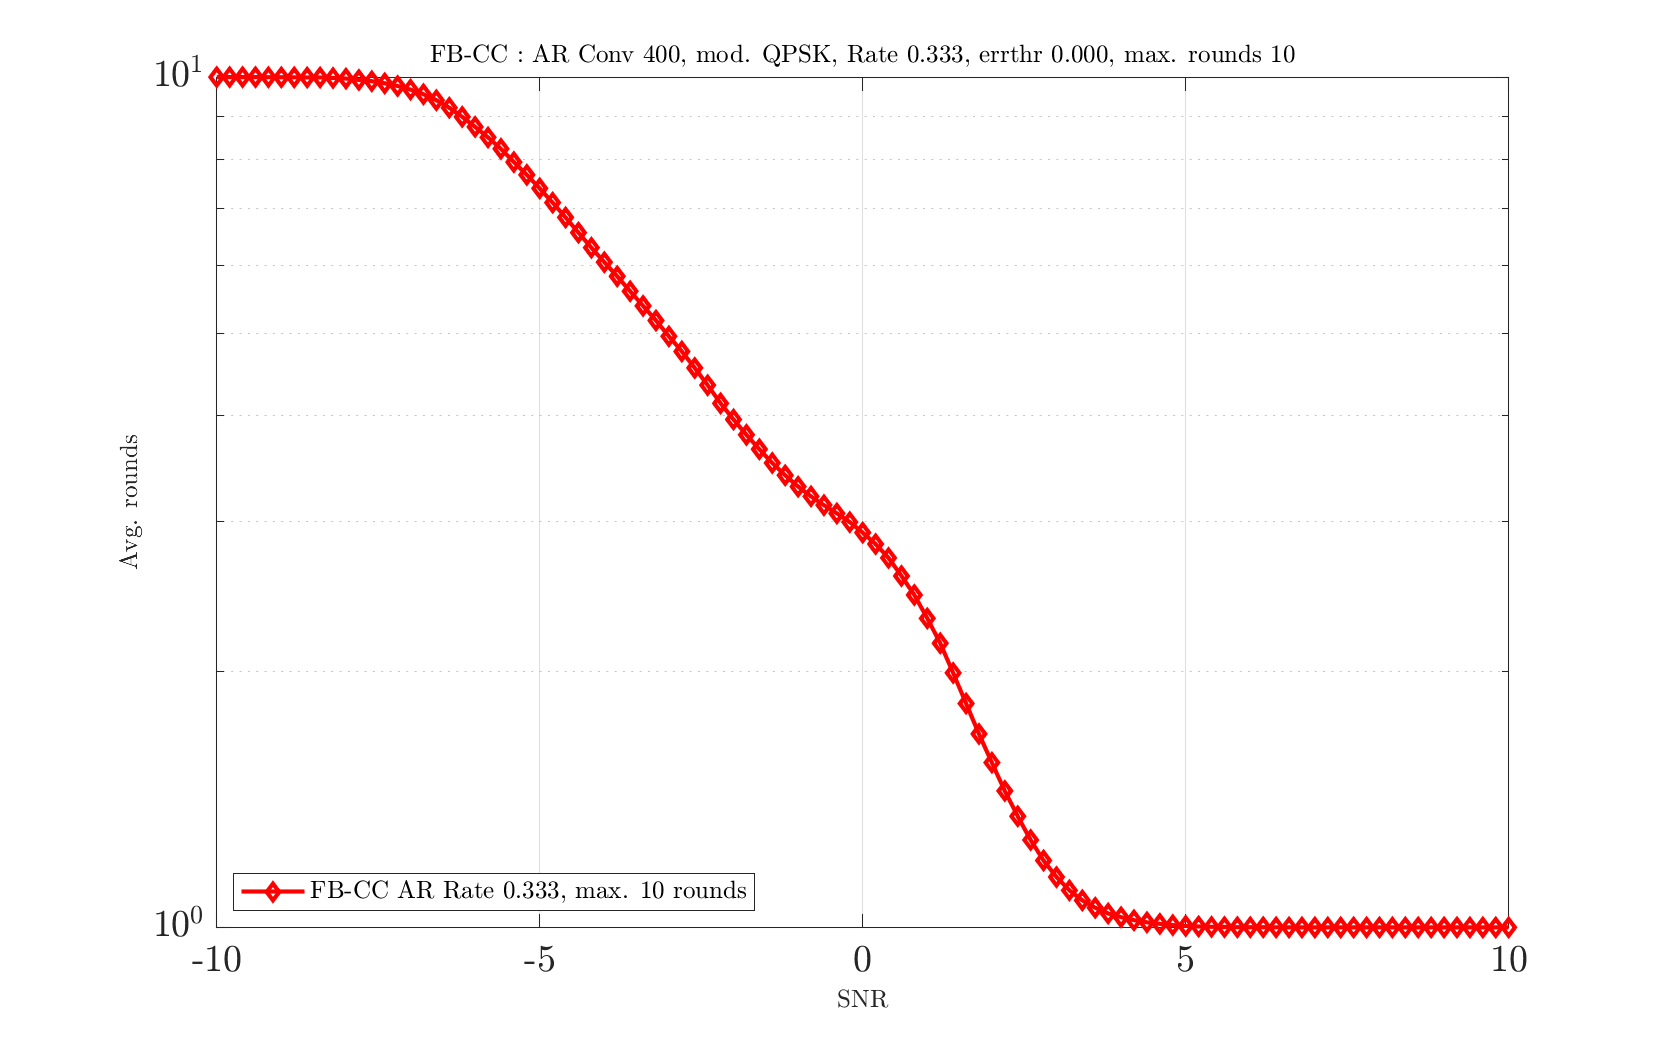 FB-CC : AR Conv 400, mod. QPSK, Rate 0.333, errthr 0.000, max. rounds 10
10^1
Avg. rounds
FB-CC AR Rate 0.333, max. 10 rounds
10^0
-10 -5 0 5 10
SNR